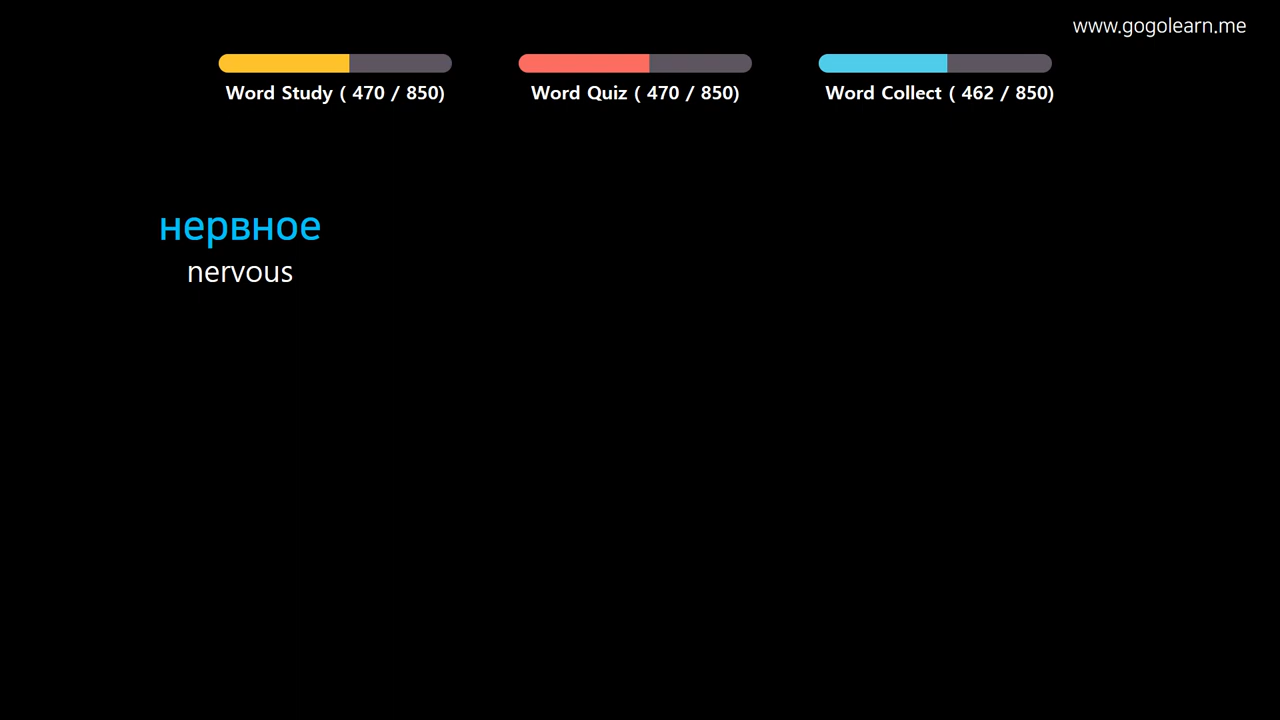 www.gogolearn.me
Word Study ( 470 / 850)
Word Quiz ( 470 / 850)
Word Collect ( 462 / 850)
нервное
nervous